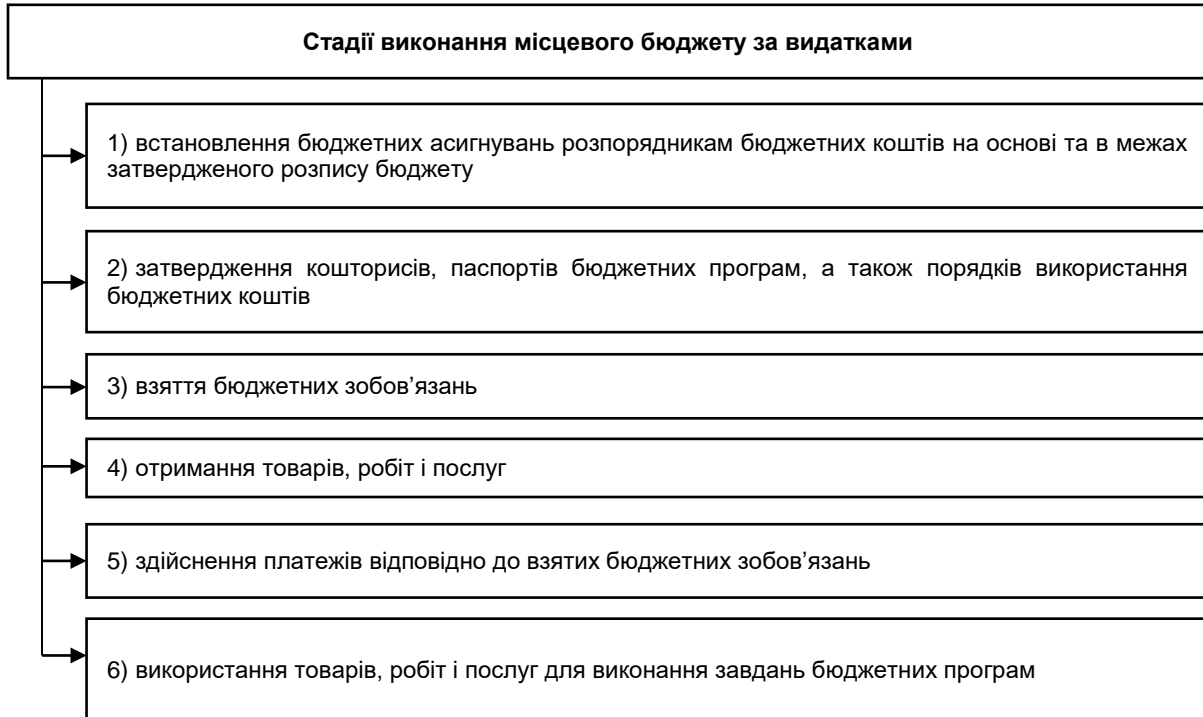 Стадії виконання місцевого бюджету за видатками
1) встановлення бюджетних асигнувань розпорядникам бюджетних коштів на основі та в межах
затвердженого розпису бюджету
2) затвердження кошторисів, паспортів бюджетних програм, а також порядків використання
бюджетних коштів
3) взяття бюджетних зобов’язань
4) отримання товарів, робіт і послуг
5) здійснення платежів відповідно до взятих бюджетних зобов’язань
6) використання товарів, робіт і послуг для виконання завдань бюджетних програм